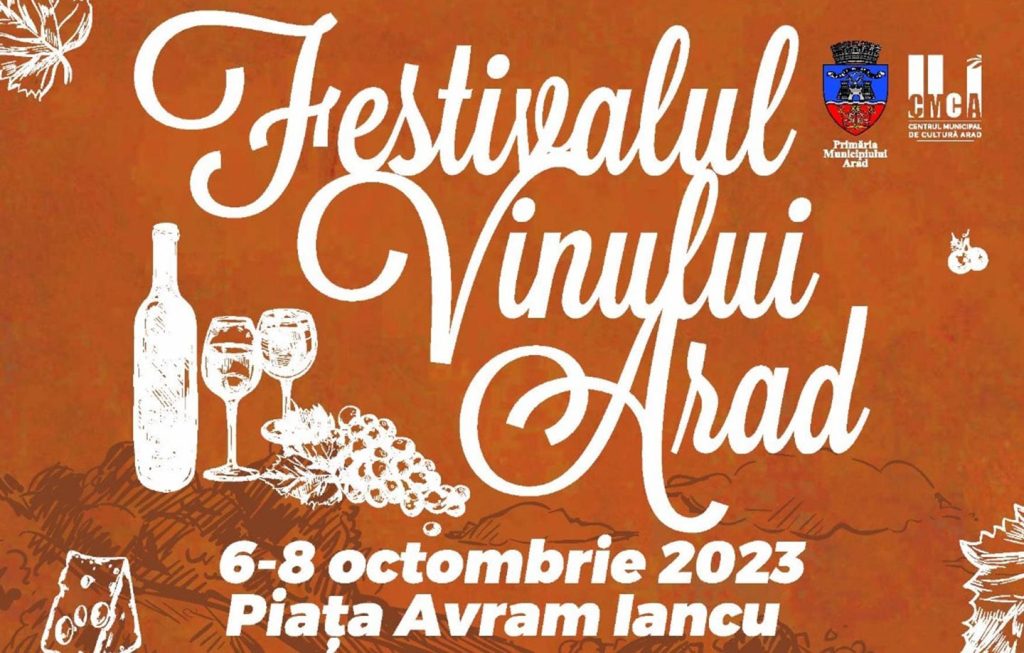 Festivalul
Vinului
Arad
Primăria
Municipiului
Arad
CMCA
CENTRUL MUNICIPAL
DE CULTURĂ ARAD
6-8 octombrie 2023
Piața Avram Iancu